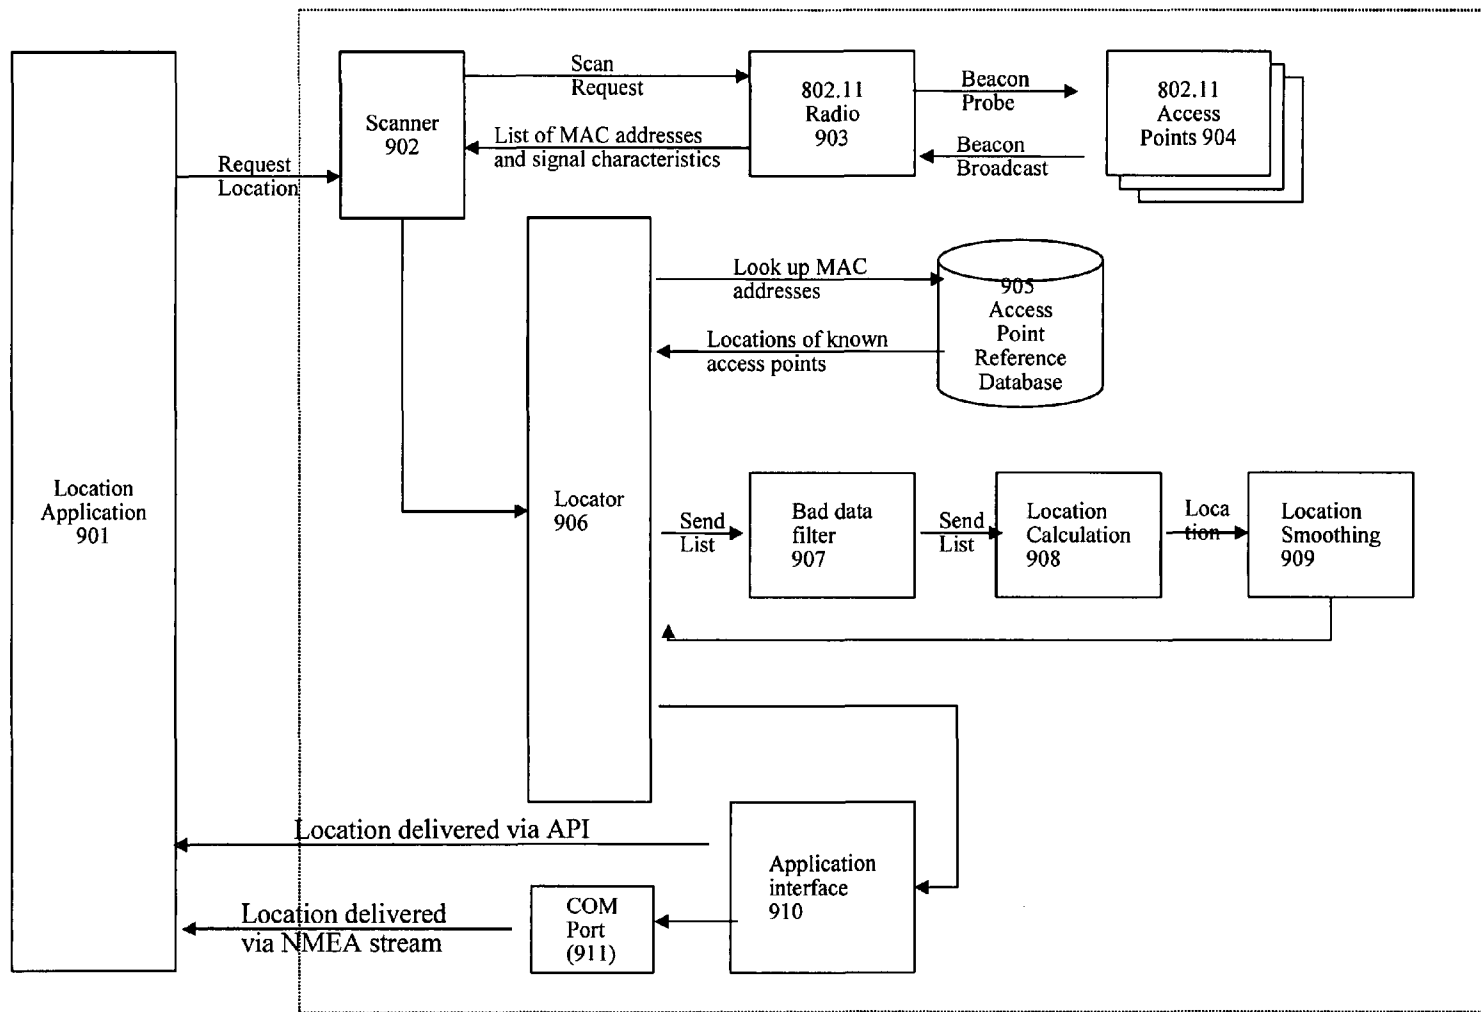 Scan
Request
Scanner
902
802.11
Radio
903
Beacon
Probe
802.11
Access
Points 904
List of MAC addresses
and signal characteristics
Beacon
Broadcast
Request
Location
Look up MAC
addresses
905
Access
Point
Reference
Database
Locations of known
access points
Location
Application
901
Locator
906
Send
List
Bad data
filter
907
Send
List
Location
Calculation
908
Loca
tion
Location
Smoothing
909
Location delivered via API
Application
interface
910
COM
Port
(911)
Location delivered
via NMEA stream